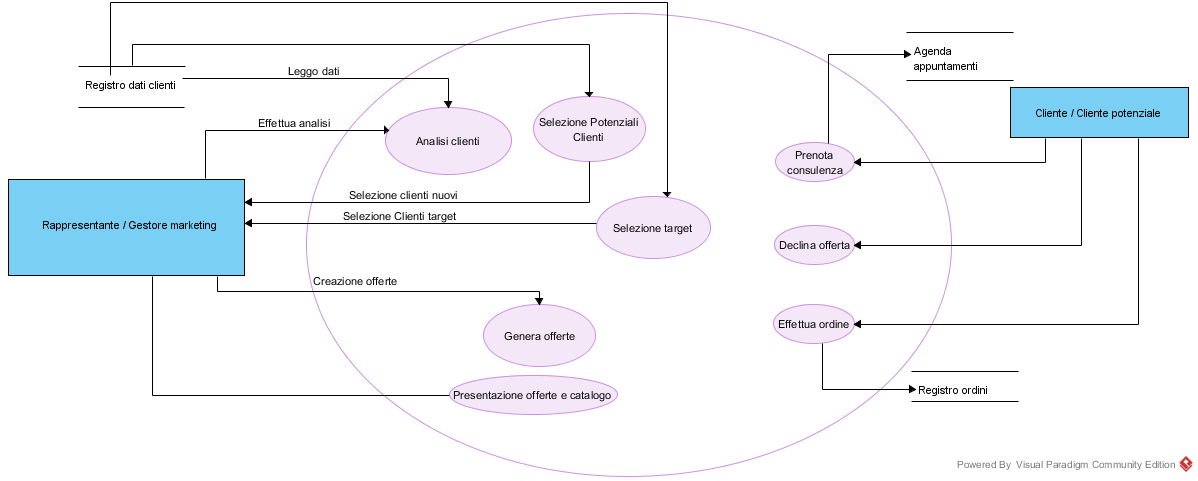 Registro dati clienti
Leggo dati
Effettua analisi
Analisi clienti
Selezione Potenziali
Clienti
Selezione clienti nuovi
Selezione Clienti target
Selezione target
Rappresentante / Gestore marketing
Creazione offerte
Genera offerte
Presentazione offerte e catalogo
Agenda
appuntamenti
Cliente / Cliente potenziale
Prenota
consulenza
Declina offerta
Effettua ordine
Registro ordini
Powered By Visual Paradigm Community Edition